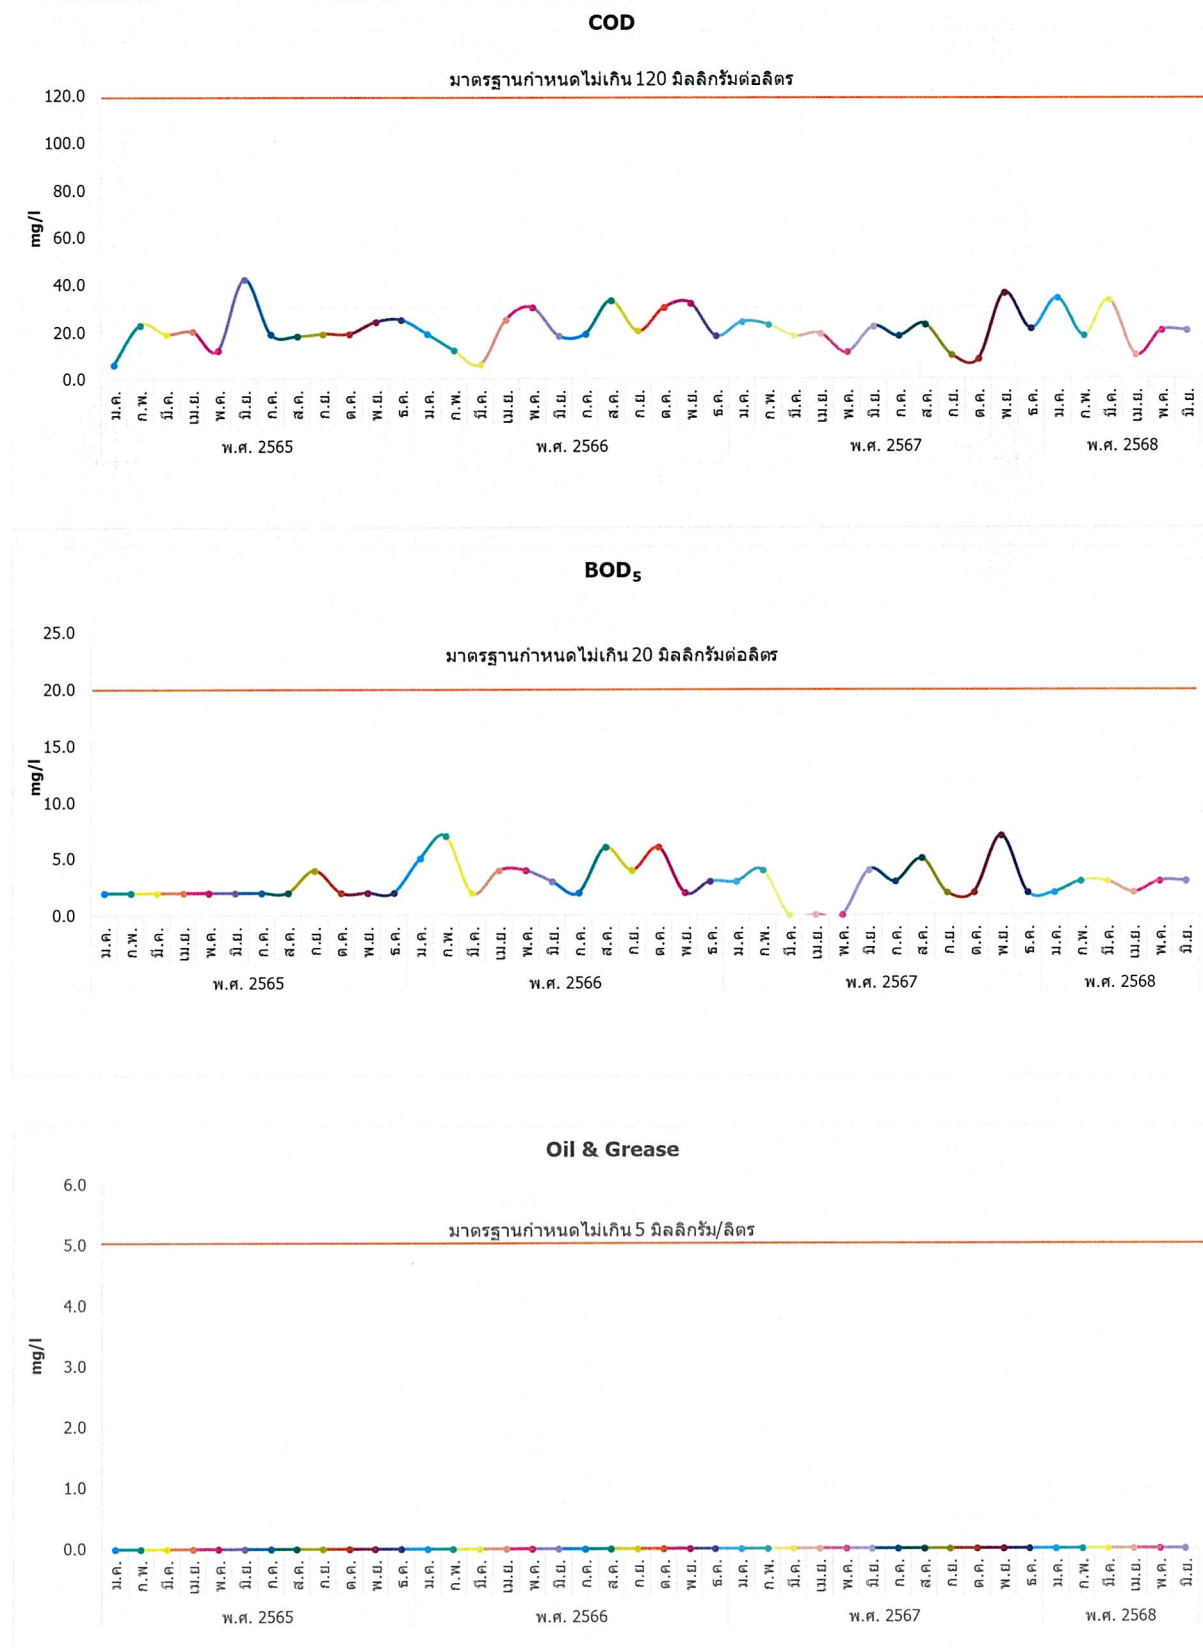 COD
มาตรฐานกำหนดไม่เกิน 120 มิลลิกรัมต่อลิตร
120.0
100.0
80.0
60.0
40.0
20.0
0.0
mg/l
ม.ค. ก.พ. มี.ค. เม.ย. พ.ค. มิ.ย. ก.ค. ส.ค. ก.ย. ต.ค. พ.ย. ธ.ค. ม.ค. ก.พ. มี.ค. เม.ย. พ.ค. มิ.ย. ก.ค. ส.ค. ก.ย. ต.ค. พ.ย. ธ.ค. ม.ค. ก.พ. มี.ค. เม.ย. พ.ค. มิ.ย. ก.ค. ส.ค. ก.ย. ต.ค. พ.ย. ธ.ค. ม.ค. ก.พ. มี.ค. เม.ย. พ.ค. มิ.ย.
พ.ศ. 2565 พ.ศ. 2566 พ.ศ. 2567 พ.ศ. 2568
BOD₅
25.0
มาตรฐานกำหนดไม่เกิน 20 มิลลิกรัมต่อลิตร
20.0
15.0
10.0
5.0
0.0
mg/l
ม.ค. ก.พ. มี.ค. เม.ย. พ.ค. มิ.ย. ก.ค. ส.ค. ก.ย. ต.ค. พ.ย. ธ.ค. ม.ค. ก.พ. มี.ค. เม.ย. พ.ค. มิ.ย. ก.ค. ส.ค. ก.ย. ต.ค. พ.ย. ธ.ค. ม.ค. ก.พ. มี.ค. เม.ย. พ.ค. มิ.ย. ก.ค. ส.ค. ก.ย. ต.ค. พ.ย. ธ.ค. ม.ค. ก.พ. มี.ค. เม.ย. พ.ค. มิ.ย.
พ.ศ. 2565 พ.ศ. 2566 พ.ศ. 2567 พ.ศ. 2568
Oil & Grease
6.0
มาตรฐานกำหนดไม่เกิน 5 มิลลิกรัม/ลิตร
5.0
4.0
3.0
2.0
1.0
0.0
mg/l
ม.ค. ก.พ. มี.ค. เม.ย. พ.ค. มิ.ย. ก.ค. ส.ค. ก.ย. ต.ค. พ.ย. ธ.ค. ม.ค. ก.พ. มี.ค. เม.ย. พ.ค. มิ.ย. ก.ค. ส.ค. ก.ย. ต.ค. พ.ย. ธ.ค. ม.ค. ก.พ. มี.ค. เม.ย. พ.ค. มิ.ย. ก.ค. ส.ค. ก.ย. ต.ค. พ.ย. ธ.ค. ม.ค. ก.พ. มี.ค. เม.ย. พ.ค. มิ.ย.
พ.ศ. 2565 พ.ศ. 2566 พ.ศ. 2567 พ.ศ. 2568